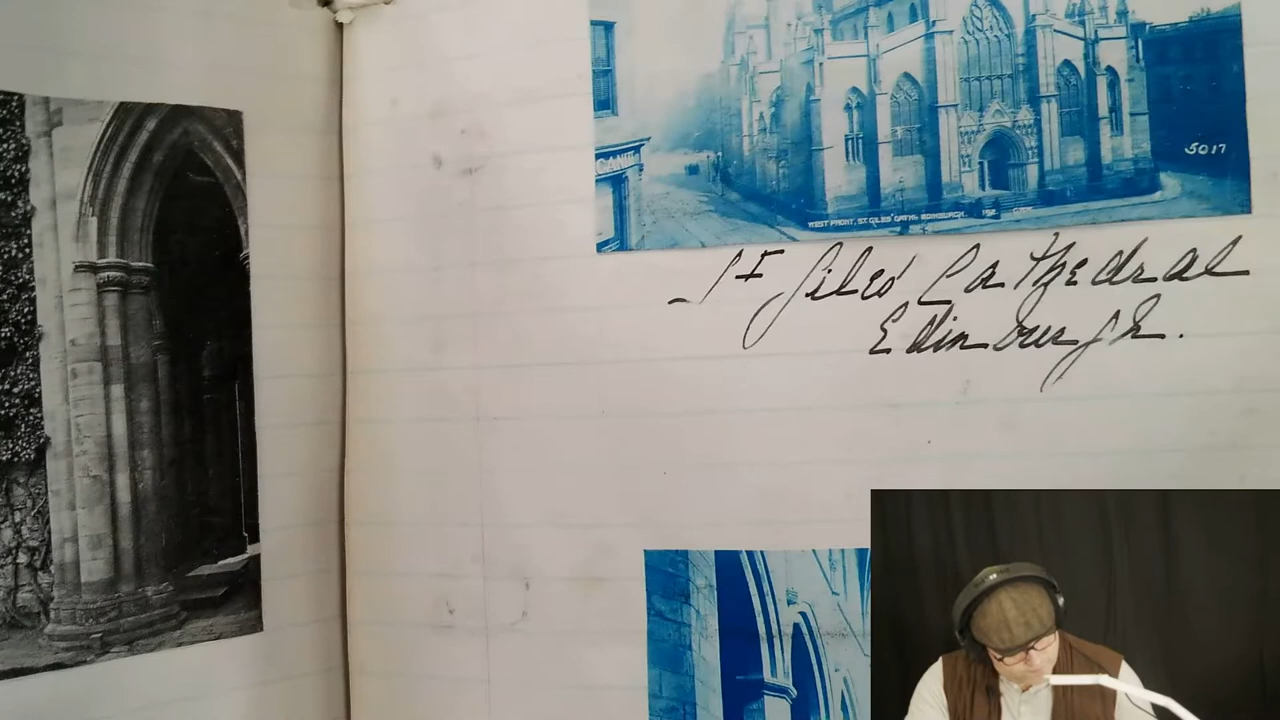 5017
WEST FRONT, ST. GILES' CATH. EDINBURGH.
St Giles' Cathedral
Edinburgh.